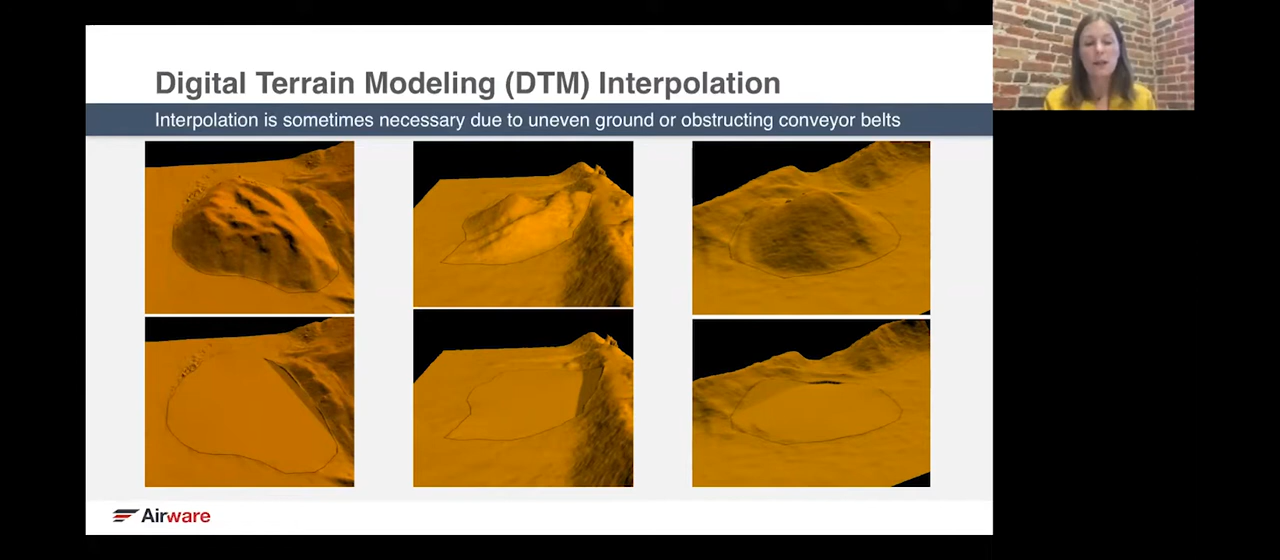 Digital Terrain Modeling (DTM) Interpolation
Interpolation is sometimes necessary due to uneven ground or obstructing conveyor belts
Airware